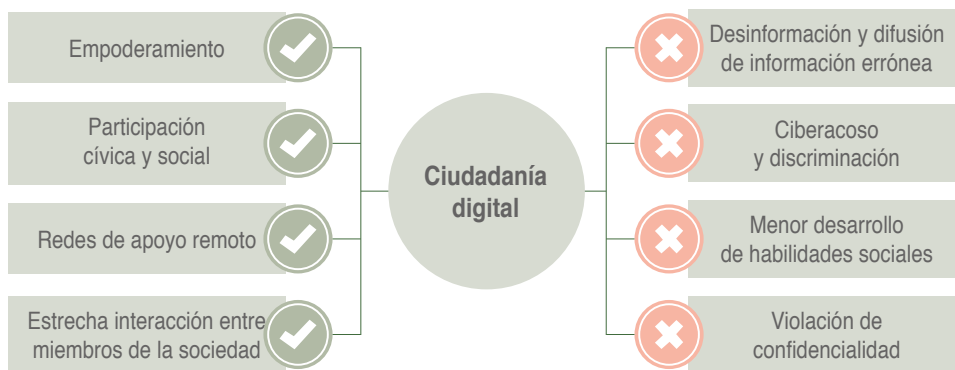 Empoderamiento
Participación
cívica y social
Redes de apoyo remoto
Estrecha interacción entre
miembros de la sociedad
Ciudadanía
digital
Desinformación y difusión
de información errónea
Ciberacoso
y discriminación
Menor desarrollo
de habilidades sociales
Violación de
confidencialidad